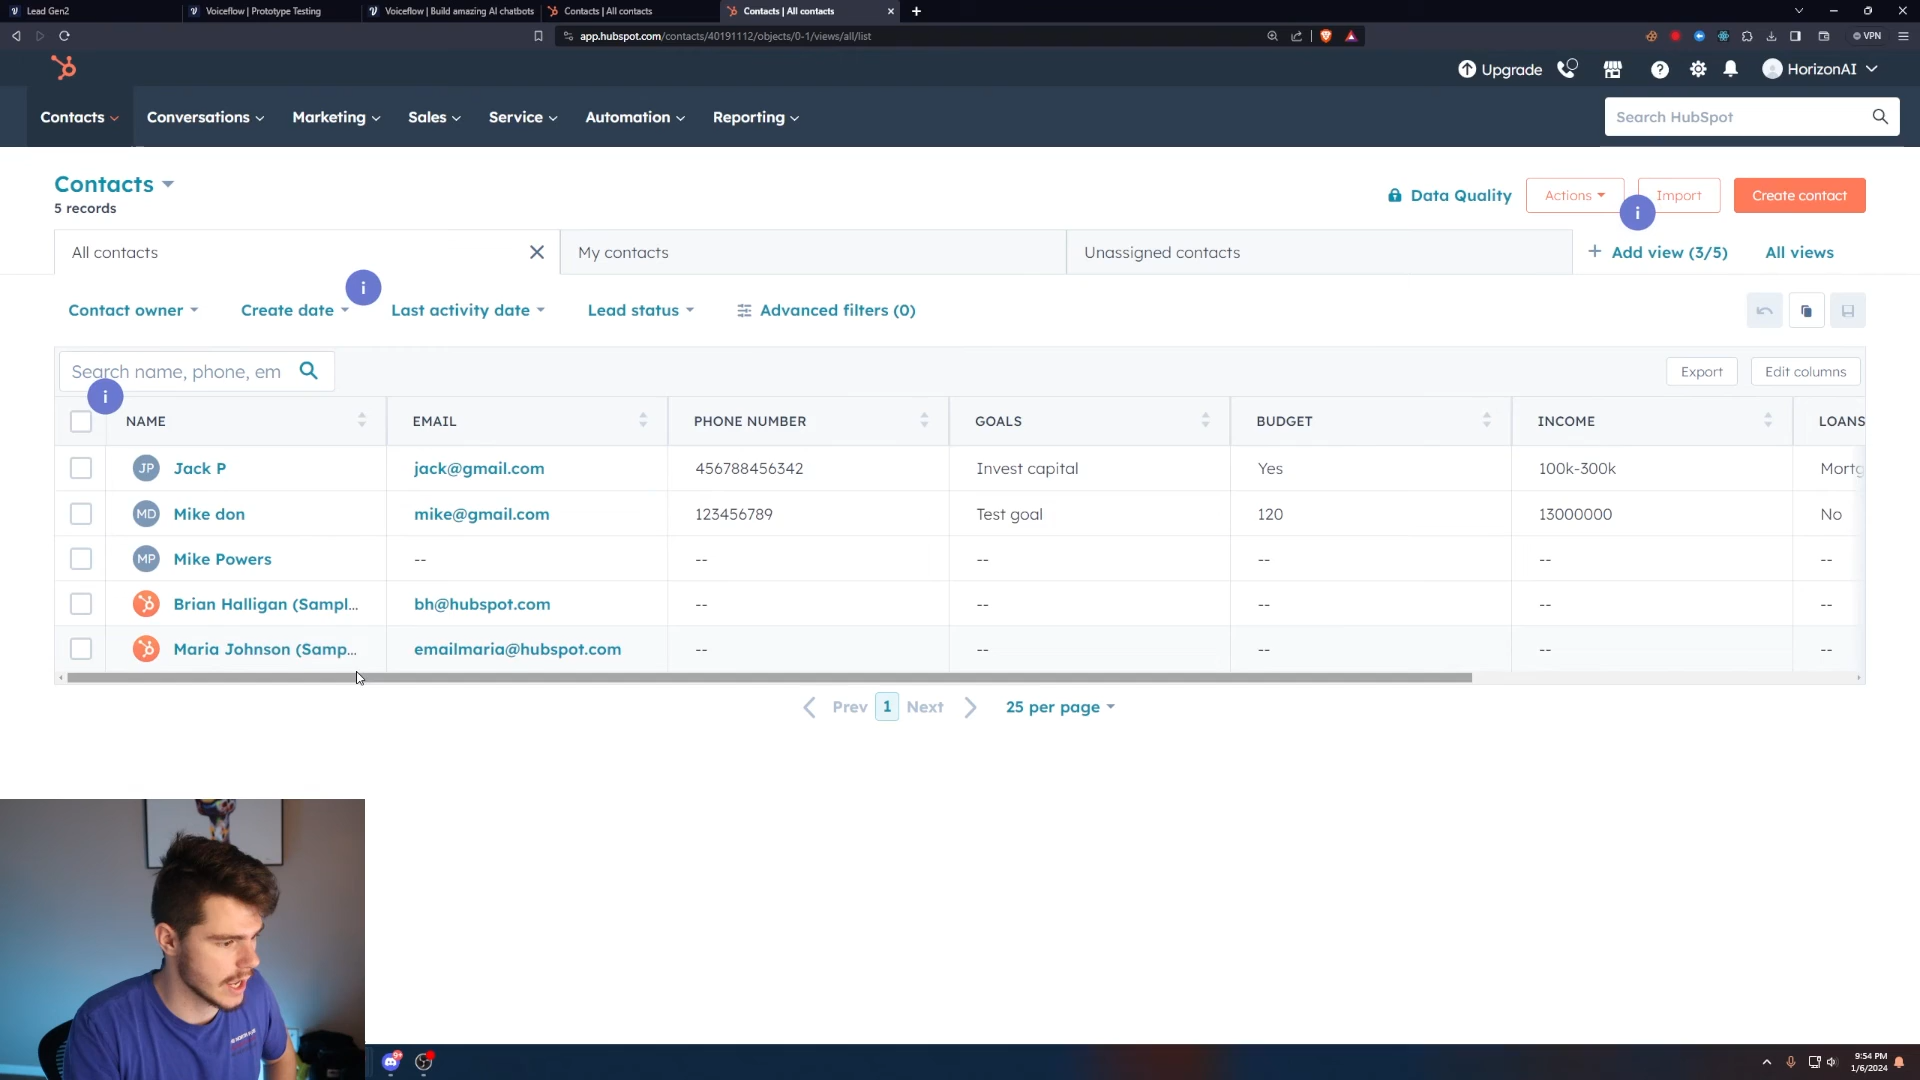 Lead Gen2
Voiceflow | Prototype Testing
Voiceflow | Build amazing AI chatbots
Contacts | All contacts
Contacts | All contacts
app.hubspot.com/contacts/40191112/objects/0-1/views/all/list
VPN
Upgrade
HorizonAI
Contacts
Conversations
Marketing
Sales
Service
Automation
Reporting
Search HubSpot
Contacts
5 records
Data Quality
Actions
Import
Create contact
All contacts
My contacts
Unassigned contacts
+ Add view (3/5)
All views
Contact owner
Create date
Last activity date
Lead status
Advanced filters (0)
Search name, phone, em
Export
Edit columns
NAME EMAIL PHONE NUMBER GOALS BUDGET INCOME LOANS
JP Jack P jack@gmail.com 456788456342 Invest capital Yes 100k-300k Mortg
MD Mike don mike@gmail.com 123456789 Test goal 120 13000000 No
MP Mike Powers -- -- -- -- -- --
Brian Halligan (Sampl... bh@hubspot.com -- -- -- -- --
Maria Johnson (Samp... emailmaria@hubspot.com -- -- -- -- --
Prev 1 Next 25 per page
9:54 PM
1/6/2024